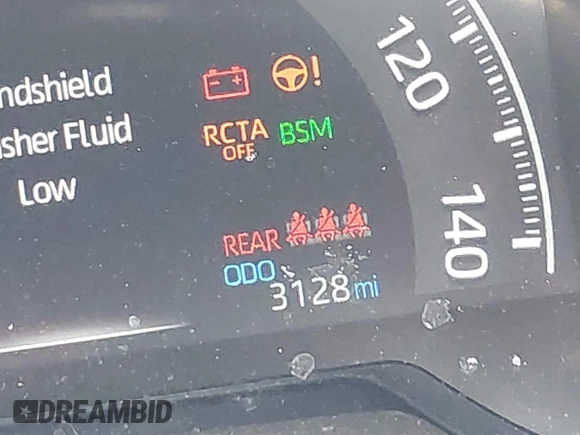 ndshield
sher Fluid
Low
RCTA
OFF
BSM
REAR
ODO
3128 mi
120
140
DREAMBID